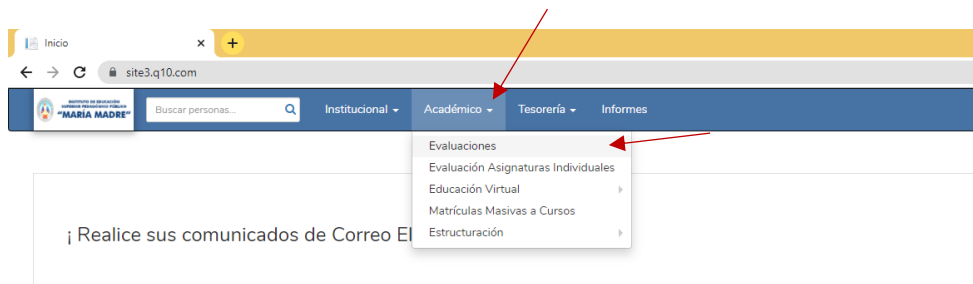 Inicio
site3.q10.com
INSTITUTO DE EDUCACIÓN
SUPERIOR PEDAGÓGICO PÚBLICO
"MARÍA MADRE"
Buscar personas...
Institucional
Académico
Tesorería
Informes
Evaluaciones
Evaluación Asignaturas Individuales
Educación Virtual
Matrículas Masivas a Cursos
Estructuración
¡ Realice sus comunicados de Correo El